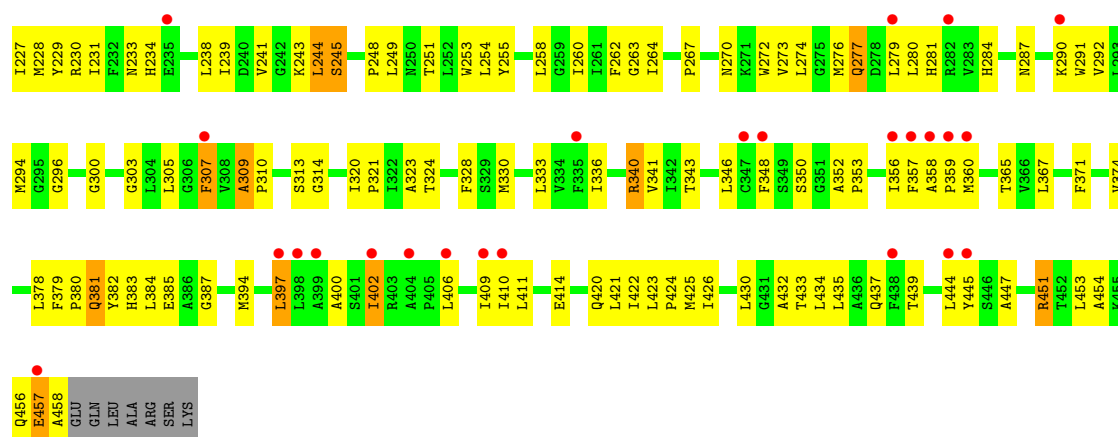 I227 M228 Y229 R230 I231 F232 N233 H234 E235 L238 I239 D240 V241 G242 K243 L244 S245 P248 L249 N250 T251 L252 W253 L254 Y255 L258 G259 I260 I261 F262 G263 I264 P267 N270 K271 W272 V273 L274 G275 M276 Q277 D278 L279 L280 H281 R282 V283 H284 N287 K290 W291 V292 L293
M294 G295 G296 G300 G303 L304 L305 G306 F307 V308 A309 P310 S313 G314 I320 P321 I322 A323 T324 F328 S329 M330 L333 V334 F335 I336 R340 V341 I342 T343 L346 C347 F348 S349 S350 G351 A352 P353 I356 F357 A358 P359 M360 T365 V366 L367 F371
L378 F379 P380 Q381 Y382 H383 L384 E385 A386 G387 M394 L397 L398 A399 A400 S401 I402 R403 A404 P405 L406 I409 I410 L411 E414 Q420 L421 I422 L423 P424 M425 I426 L430 G431 A432 T433 L434 L435 A436 Q437 F438 T439 L444 Y445 S446 A447 R451 T452 L453 A454
Q456 E457 A458 GLU GLN LEU ALA ARG SER LYS